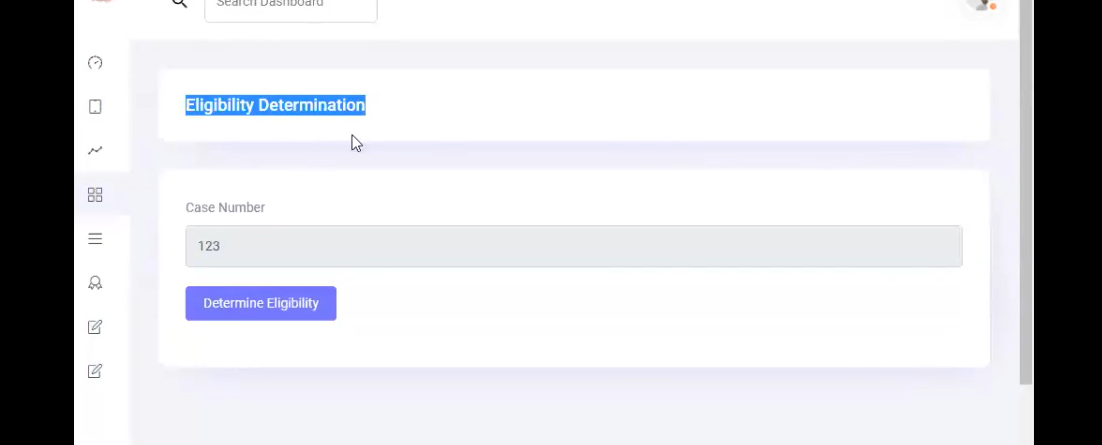 Search Dashboard
Eligibility Determination
Case Number
123
Determine Eligibility